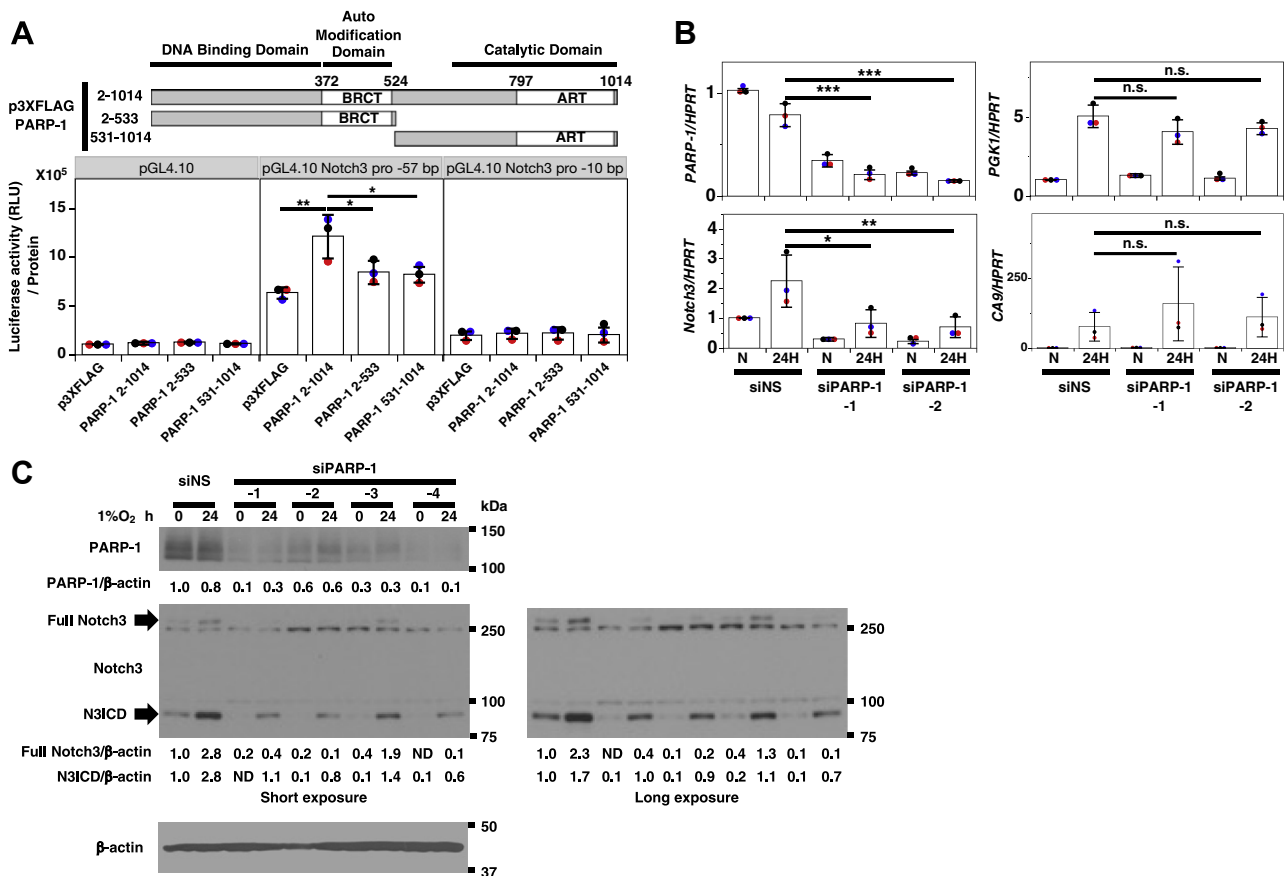 A
Auto
Modification
Domain
DNA Binding Domain
Catalytic Domain
372 524 797 1014
p3XFLAG
PARP-1
2-1014 BRCT ART
2-533 BRCT
531-1014 ART
pGL4.10 pGL4.10 Notch3 pro -57 bp pGL4.10 Notch3 pro -10 bp
Luciferase activity (RLU)
/ Protein
X10⁵
15
10
5
0
** * *
p3XFLAG PARP-1 2-1014 PARP-1 2-533 PARP-1 531-1014 p3XFLAG PARP-1 2-1014 PARP-1 2-533 PARP-1 531-1014 p3XFLAG PARP-1 2-1014 PARP-1 2-533 PARP-1 531-1014
B
PARP-1/HPRT
1
0
***
***
PGK1/HPRT
5
0
n.s.
n.s.
Notch3/HPRT
4
3
2
1
0
**
*
N 24H N 24H N 24H
siNS siPARP-1 siPARP-1
-1 -2
CA9/HPRT
250
0
n.s.
n.s.
N 24H N 24H N 24H
siNS siPARP-1 siPARP-1
-1 -2
C
siNS siPARP-1
-1 -2 -3 -4 kDa
1%O₂ h 0 24 0 24 0 24 0 24 0 24
PARP-1
150
100
PARP-1/β-actin 1.0 0.8 0.1 0.3 0.6 0.6 0.3 0.3 0.1 0.1
Full Notch3
Notch3
N3ICD
250
100
75
250
100
75
Full Notch3/β-actin 1.0 2.8 0.2 0.4 0.2 0.1 0.4 1.9 ND 0.1 1.0 2.3 ND 0.4 0.1 0.2 0.4 1.3 0.1 0.1
N3ICD/β-actin 1.0 2.8 ND 1.1 0.1 0.8 0.1 1.4 0.1 0.6 1.0 1.7 0.1 1.0 0.1 0.9 0.2 1.1 0.1 0.7
Short exposure Long exposure
β-actin
50
37